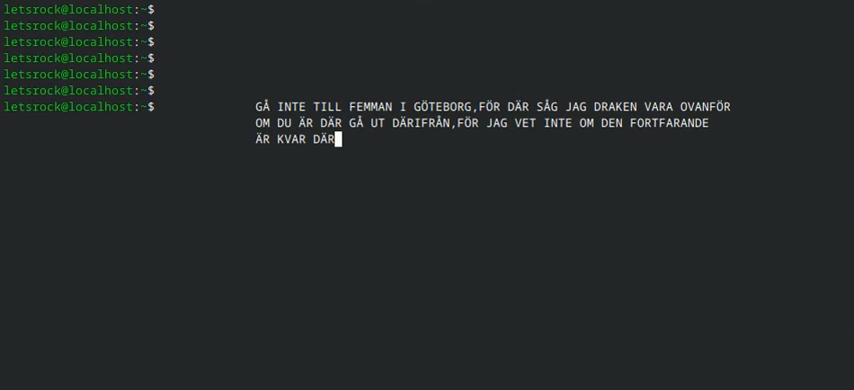 letsrock@localhost:~$
letsrock@localhost:~$
letsrock@localhost:~$
letsrock@localhost:~$
letsrock@localhost:~$
letsrock@localhost:~$
letsrock@localhost:~$ GÅ INTE TILL FEMMAN I GÖTEBORG,FÖR DÄR SÅG JAG DRAKEN VARA OVANFÖR
OM DU ÄR DÄR GÅ UT DÄRIFRÅN,FÖR JAG VET INTE OM DEN FORTFARANDE
ÄR KVAR DÄR